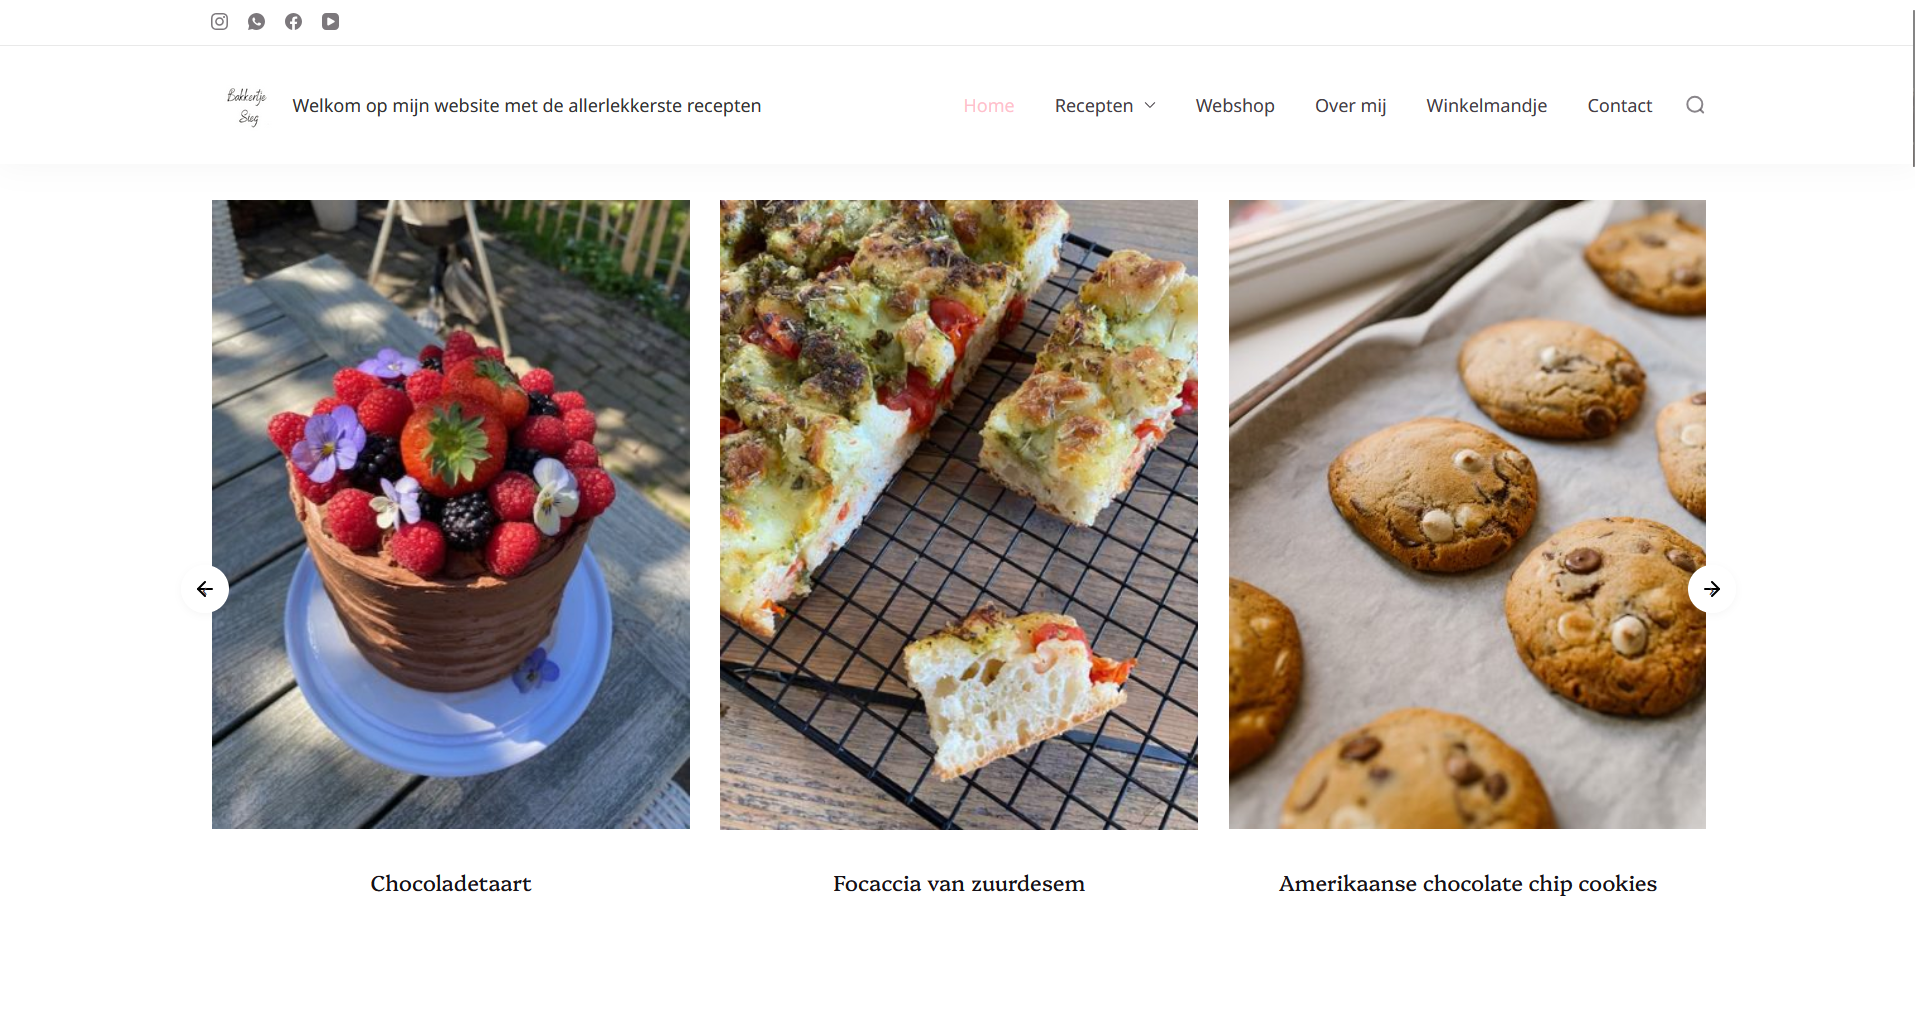 Bakkertje
Sieg
Welkom op mijn website met de allerlekkerste recepten
Home
Recepten
Webshop
Over mij
Winkelmandje
Contact
Chocoladetaart
Focaccia van zuurdesem
Amerikaanse chocolate chip cookies